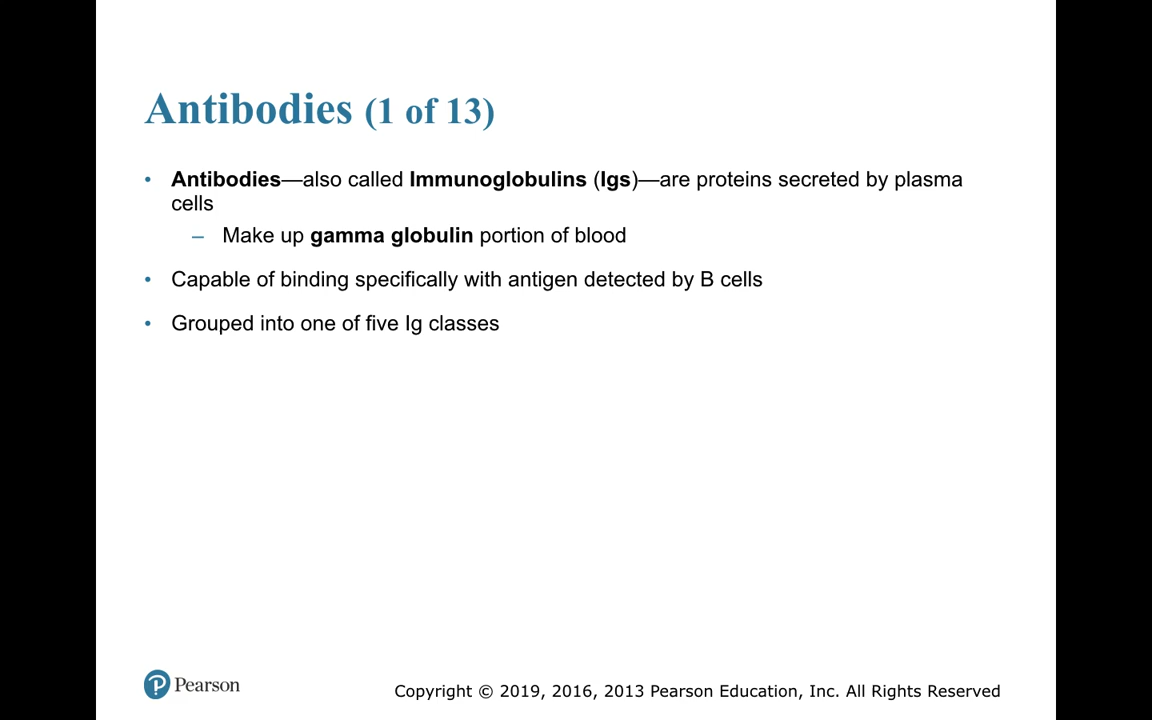 Antibodies (1 of 13)
• Antibodies—also called Immunoglobulins (Igs)—are proteins secreted by plasma
cells
– Make up gamma globulin portion of blood
• Capable of binding specifically with antigen detected by B cells
• Grouped into one of five Ig classes
Pearson
Copyright © 2019, 2016, 2013 Pearson Education, Inc. All Rights Reserved